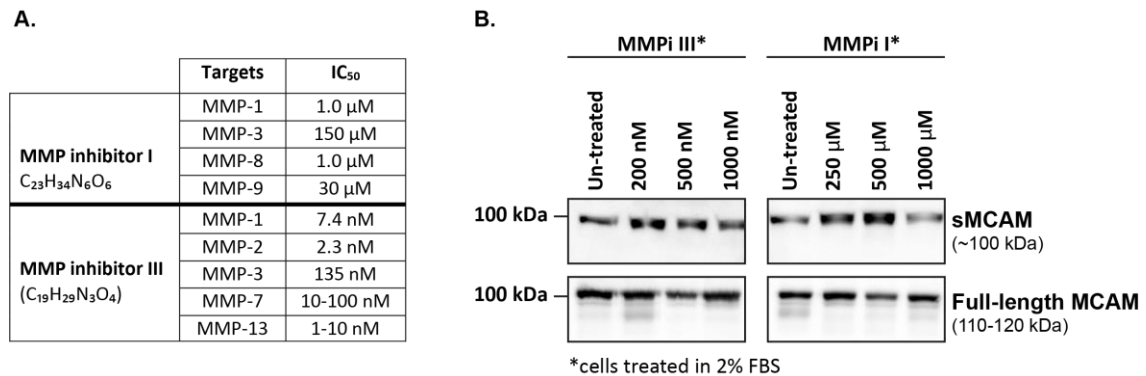 A.
Targets IC₅₀
MMP inhibitor I
C₂₃H₃₄N₆O₆
MMP-1 1.0 µM
MMP-3 150 µM
MMP-8 1.0 µM
MMP-9 30 µM
MMP inhibitor III
(C₁₉H₂₉N₃O₄)
MMP-1 7.4 nM
MMP-2 2.3 nM
MMP-3 135 nM
MMP-7 10-100 nM
MMP-13 1-10 nM
B.
MMPi III* MMPi I*
Un-treated
200 nM
500 nM
1000 nM
Un-treated
250 µM
500 µM
1000 µM
100 kDa
sMCAM
(~100 kDa)
100 kDa
Full-length MCAM
(110-120 kDa)
*cells treated in 2% FBS